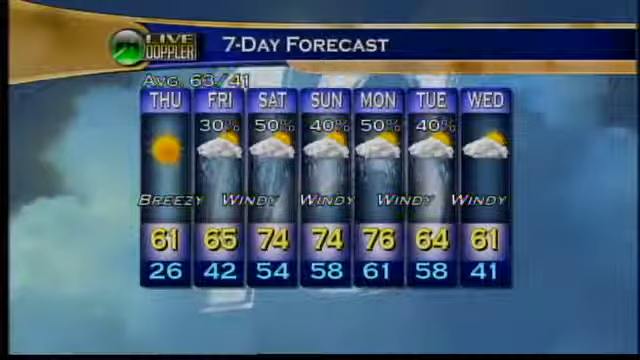 LIVE
DOPPLER
7-DAY FORECAST
AVG. 63/41
THU FRI SAT SUN MON TUE WED
30% 50% 40% 50% 40%
BREEZY WINDY WINDY WINDY WINDY
61 65 74 74 76 64 61
26 42 54 58 61 58 41